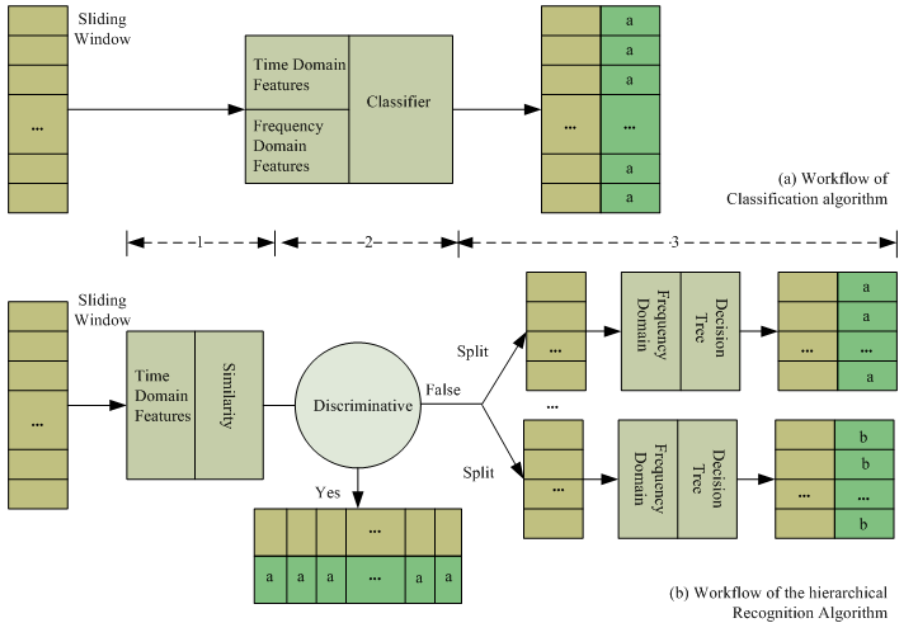 Sliding
Window
Time Domain
Features
Frequency
Domain
Features
Classifier
...
a
a
a
... ...
a
a
(a) Workflow of
Classification algorithm
1
2
3
Sliding
Window
...
Time
Domain
Features
Similarity
Discriminative
False
Yes
...
a a a ... a a
Split
...
Split
...
Frequency
Domain
Decision
Tree
a
a
... ...
a
...
Frequency
Domain
Decision
Tree
b
b
... ...
b
(b) Workflow of the hierarchical
Recognition Algorithm